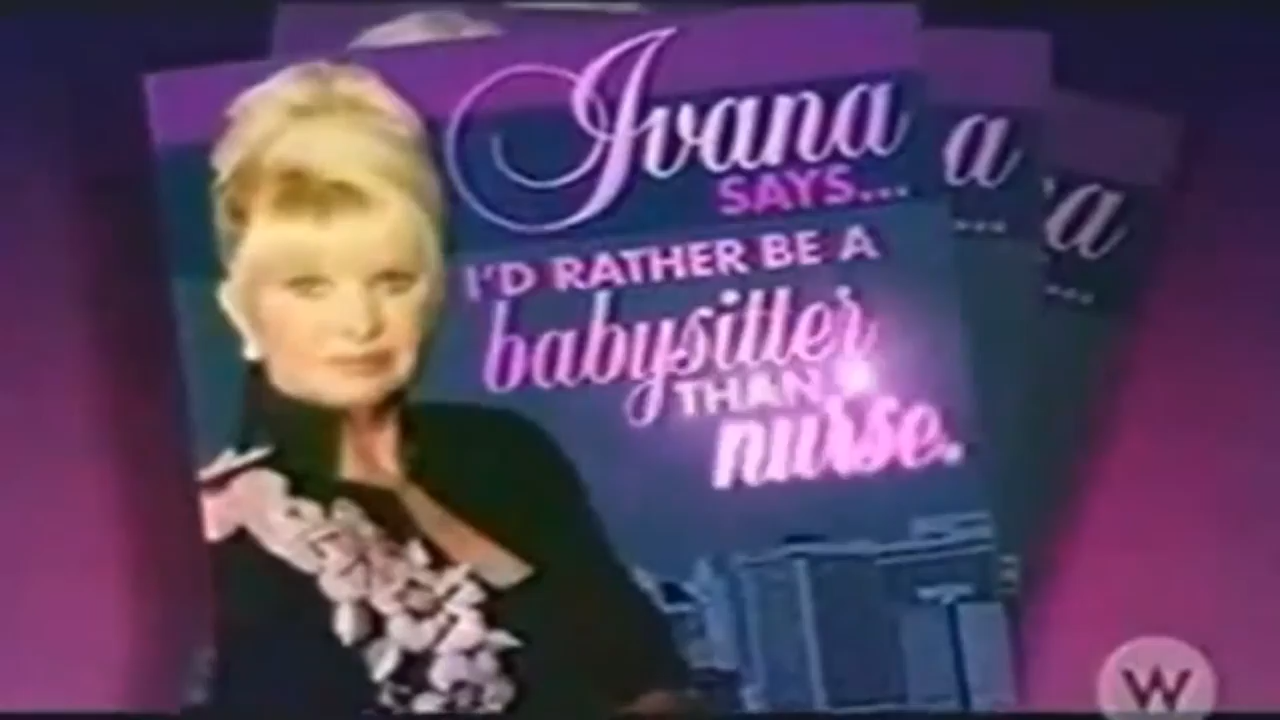 Ivana
SAYS...
I'D RATHER BE A
babysitter
THAN A
nurse.
a
...
a
...
W